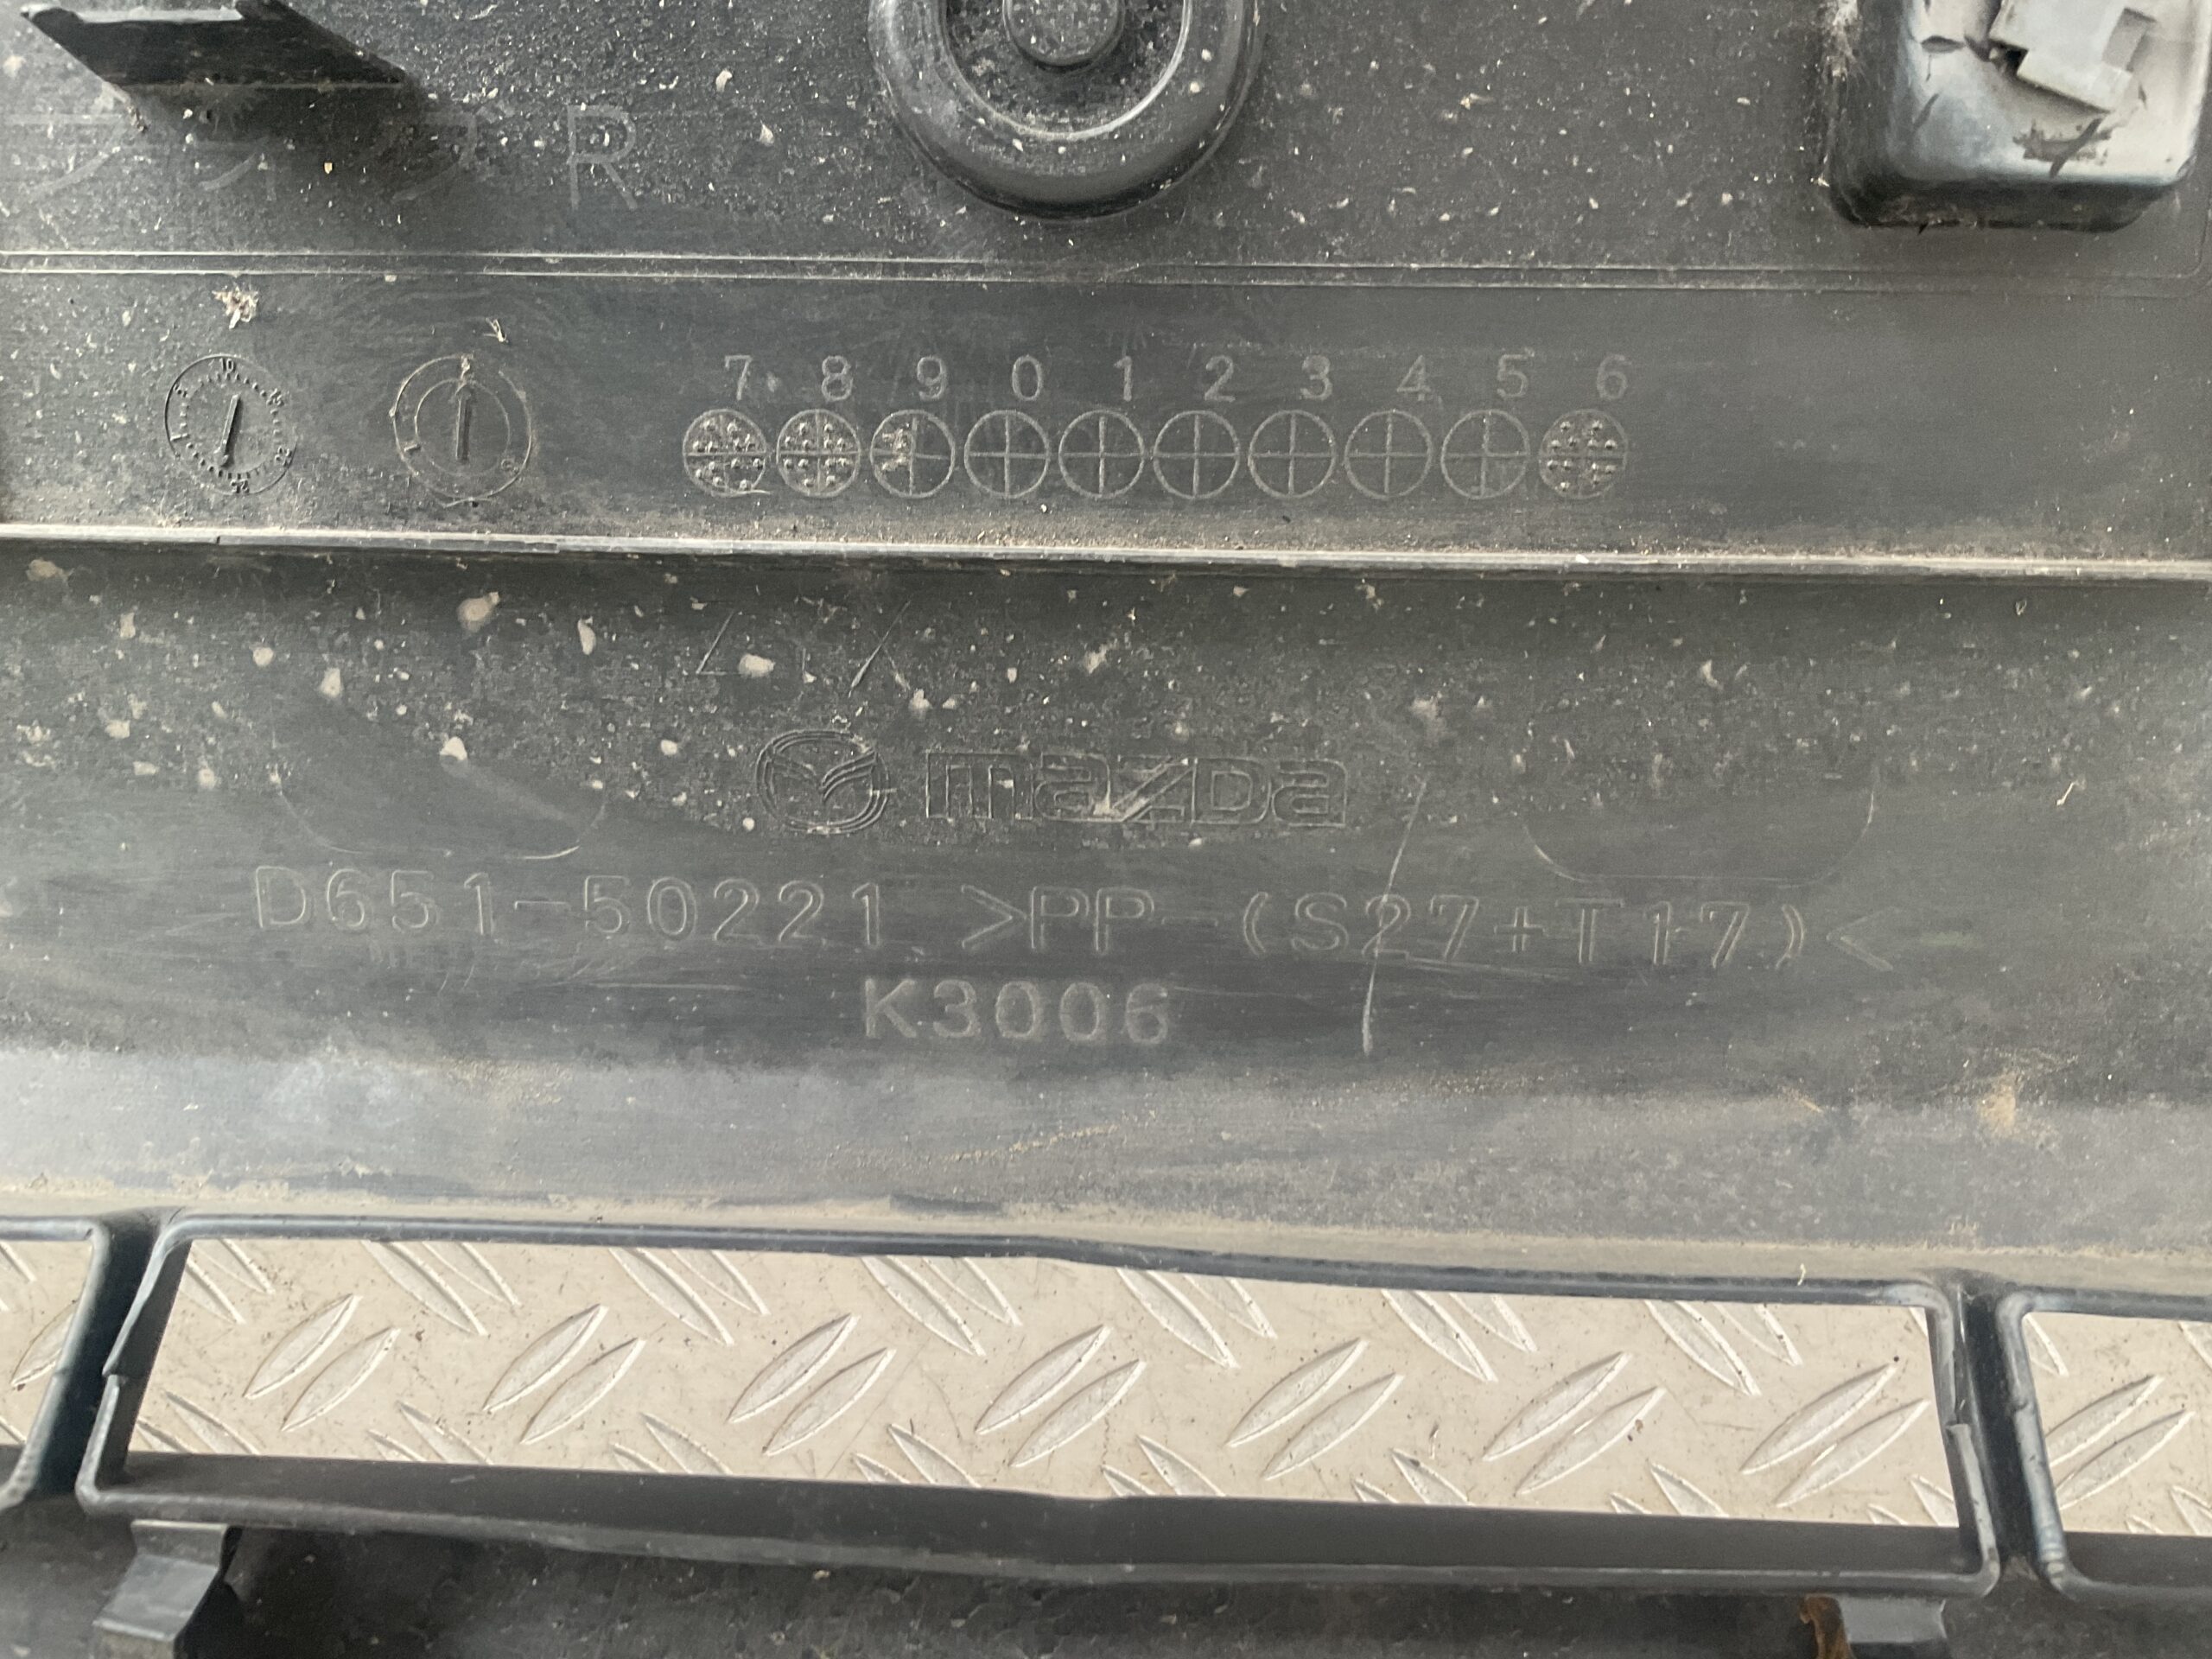 R
7 8 9 0 1 2 3 4 5 6
mazda
D651-50221 >PP-(S27+T17)<
K3006